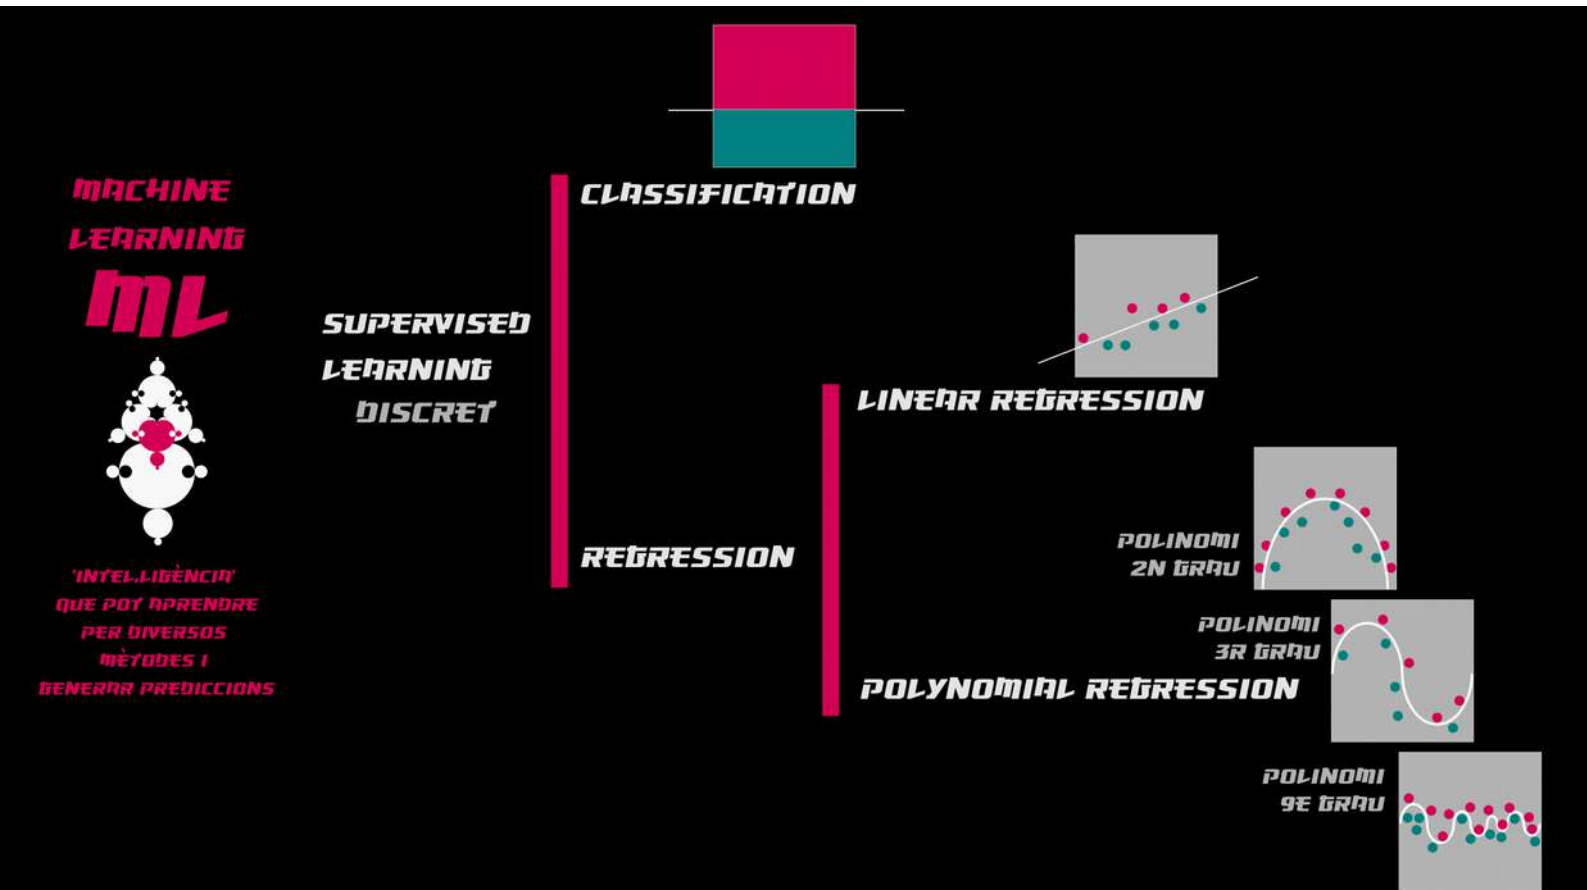 MACHINE
LEARNING
ML
'INTEL.LIGÈNCIA'
QUE POT APRENDRE
PER DIVERSOS
MÈTODES I
GENERAR PREDICCIONS
SUPERVISED
LEARNING
DISCRET
CLASSIFICATION
REGRESSION
LINEAR REGRESSION
POLINOMI
2N GRAU
POLINOMI
3R GRAU
POLYNOMIAL REGRESSION
POLINOMI
9E GRAU